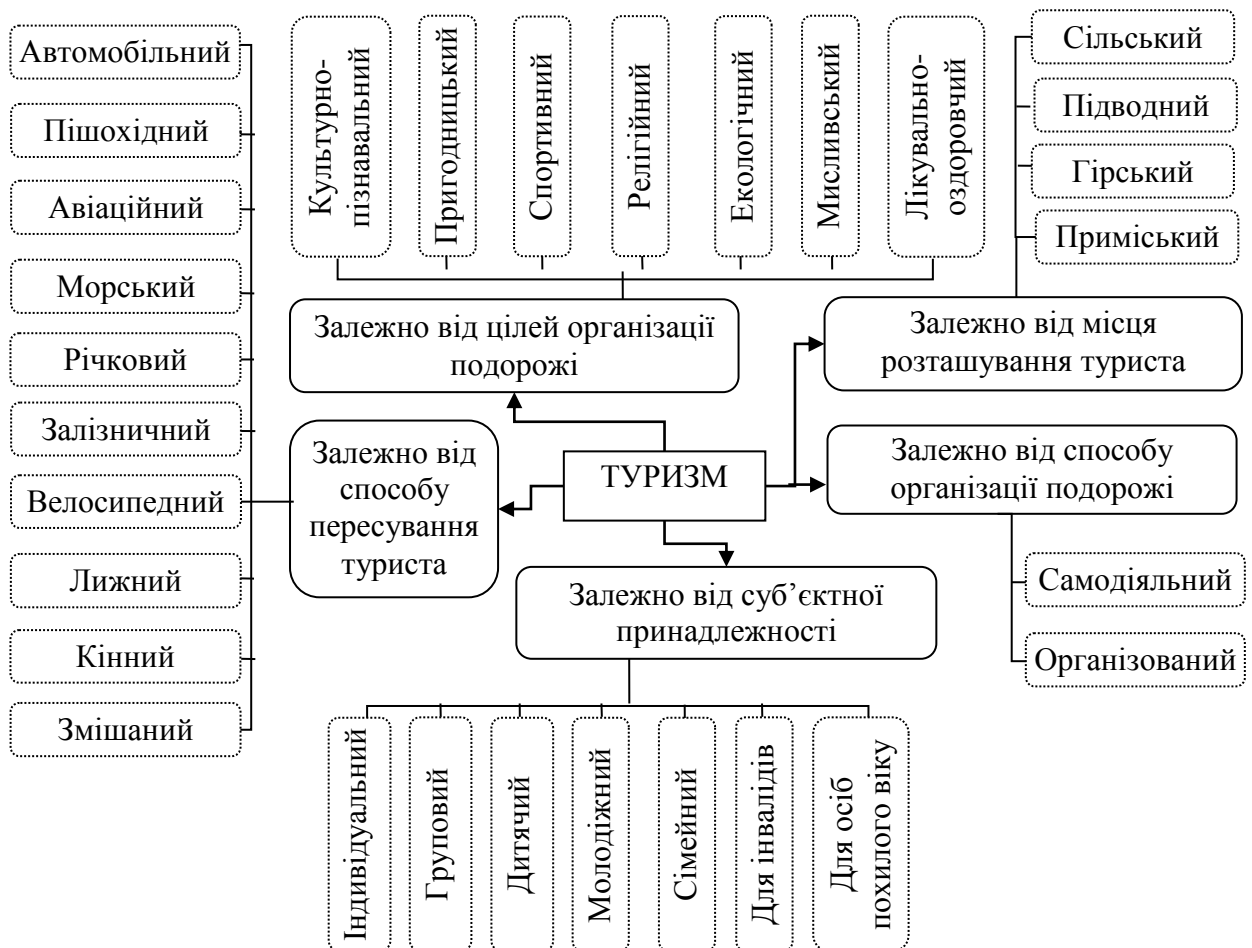 Автомобільний
Пішохідний
Авіаційний
Морський
Річковий
Залізничний
Велосипедний
Лижний
Кінний
Змішаний
Культурно-
пізнавальний
Пригодницький
Спортивний
Релігійний
Екологічний
Мисливський
Лікувально-
оздоровчий
Сільський
Підводний
Гірський
Приміський
Залежно від цілей організації
подорожі
Залежно від місця
розташування туриста
Залежно від
способу
пересування
туриста
ТУРИЗМ
Залежно від способу
організації подорожі
Залежно від суб’єктної
принадлежності
Самодіяльний
Організований
Індивідуальний
Груповий
Дитячий
Молодіжний
Сімейний
Для інвалідів
Для осіб
похилого віку